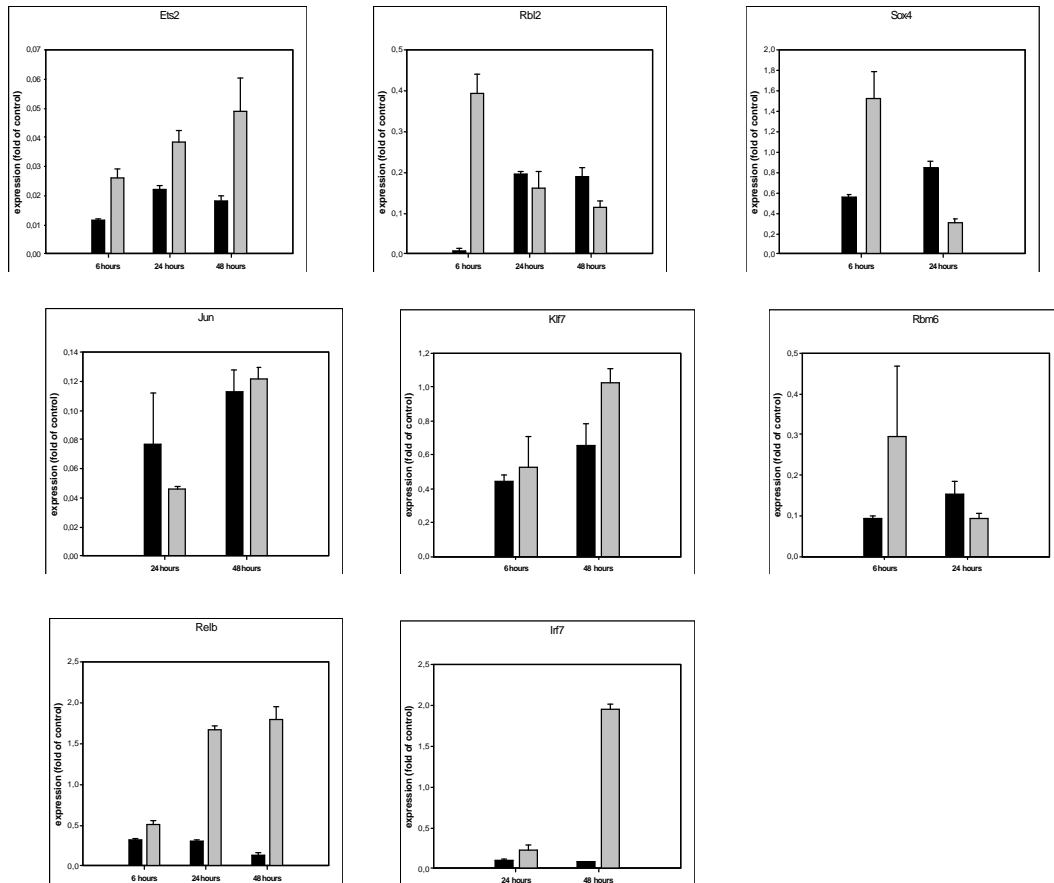 Ets2
expression (fold of control)
0,07
0,06
0,05
0,04
0,03
0,02
0,01
0,00
6 hours
24 hours
48 hours
Rbl2
expression (fold of control)
0,5
0,4
0,3
0,2
0,1
0,0
6 hours
24 hours
48 hours
Sox4
expression (fold of control)
2,0
1,8
1,6
1,4
1,2
1,0
0,8
0,6
0,4
0,2
0,0
6 hours
24 hours
Jun
expression (fold of control)
0,14
0,12
0,10
0,08
0,06
0,04
0,02
0,00
24 hours
48 hours
Klf7
expression (fold of control)
1,2
1,0
0,8
0,6
0,4
0,2
0,0
6 hours
48 hours
Rbm6
expression (fold of control)
0,5
0,4
0,3
0,2
0,1
0,0
6 hours
24 hours
Relb
expression (fold of control)
2,5
2,0
1,5
1,0
0,5
0,0
6 hours
24 hours
48 hours
Irf7
expression (fold of control)
2,5
2,0
1,5
1,0
0,5
0,0
24 hours
48 hours